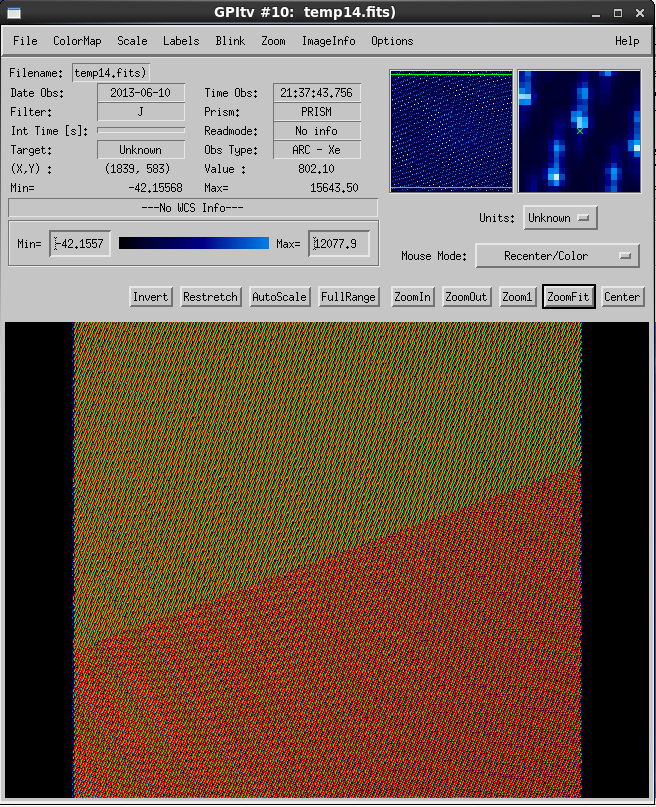 GPItv #10:  temp14.fits)
File ColorMap Scale Labels Blink Zoom ImageInfo Options Help
Filename: temp14.fits)
Date Obs: 2013-06-10 Time Obs: 21:37:43.756
Filter: J Prism: PRISM
Int Time [s]: Readmode: No info
Target: Unknown Obs Type: ARC - Xe
(X,Y) : (1839, 583) Value : 802.10
Min= -42.15568 Max= 15643.50
---No WCS Info---
Units: Unknown
Min= -42.1557 Max= 12077.9
Mouse Mode: Recenter/Color
Invert Restretch AutoScale FullRange ZoomIn ZoomOut Zoom1 ZoomFit Center